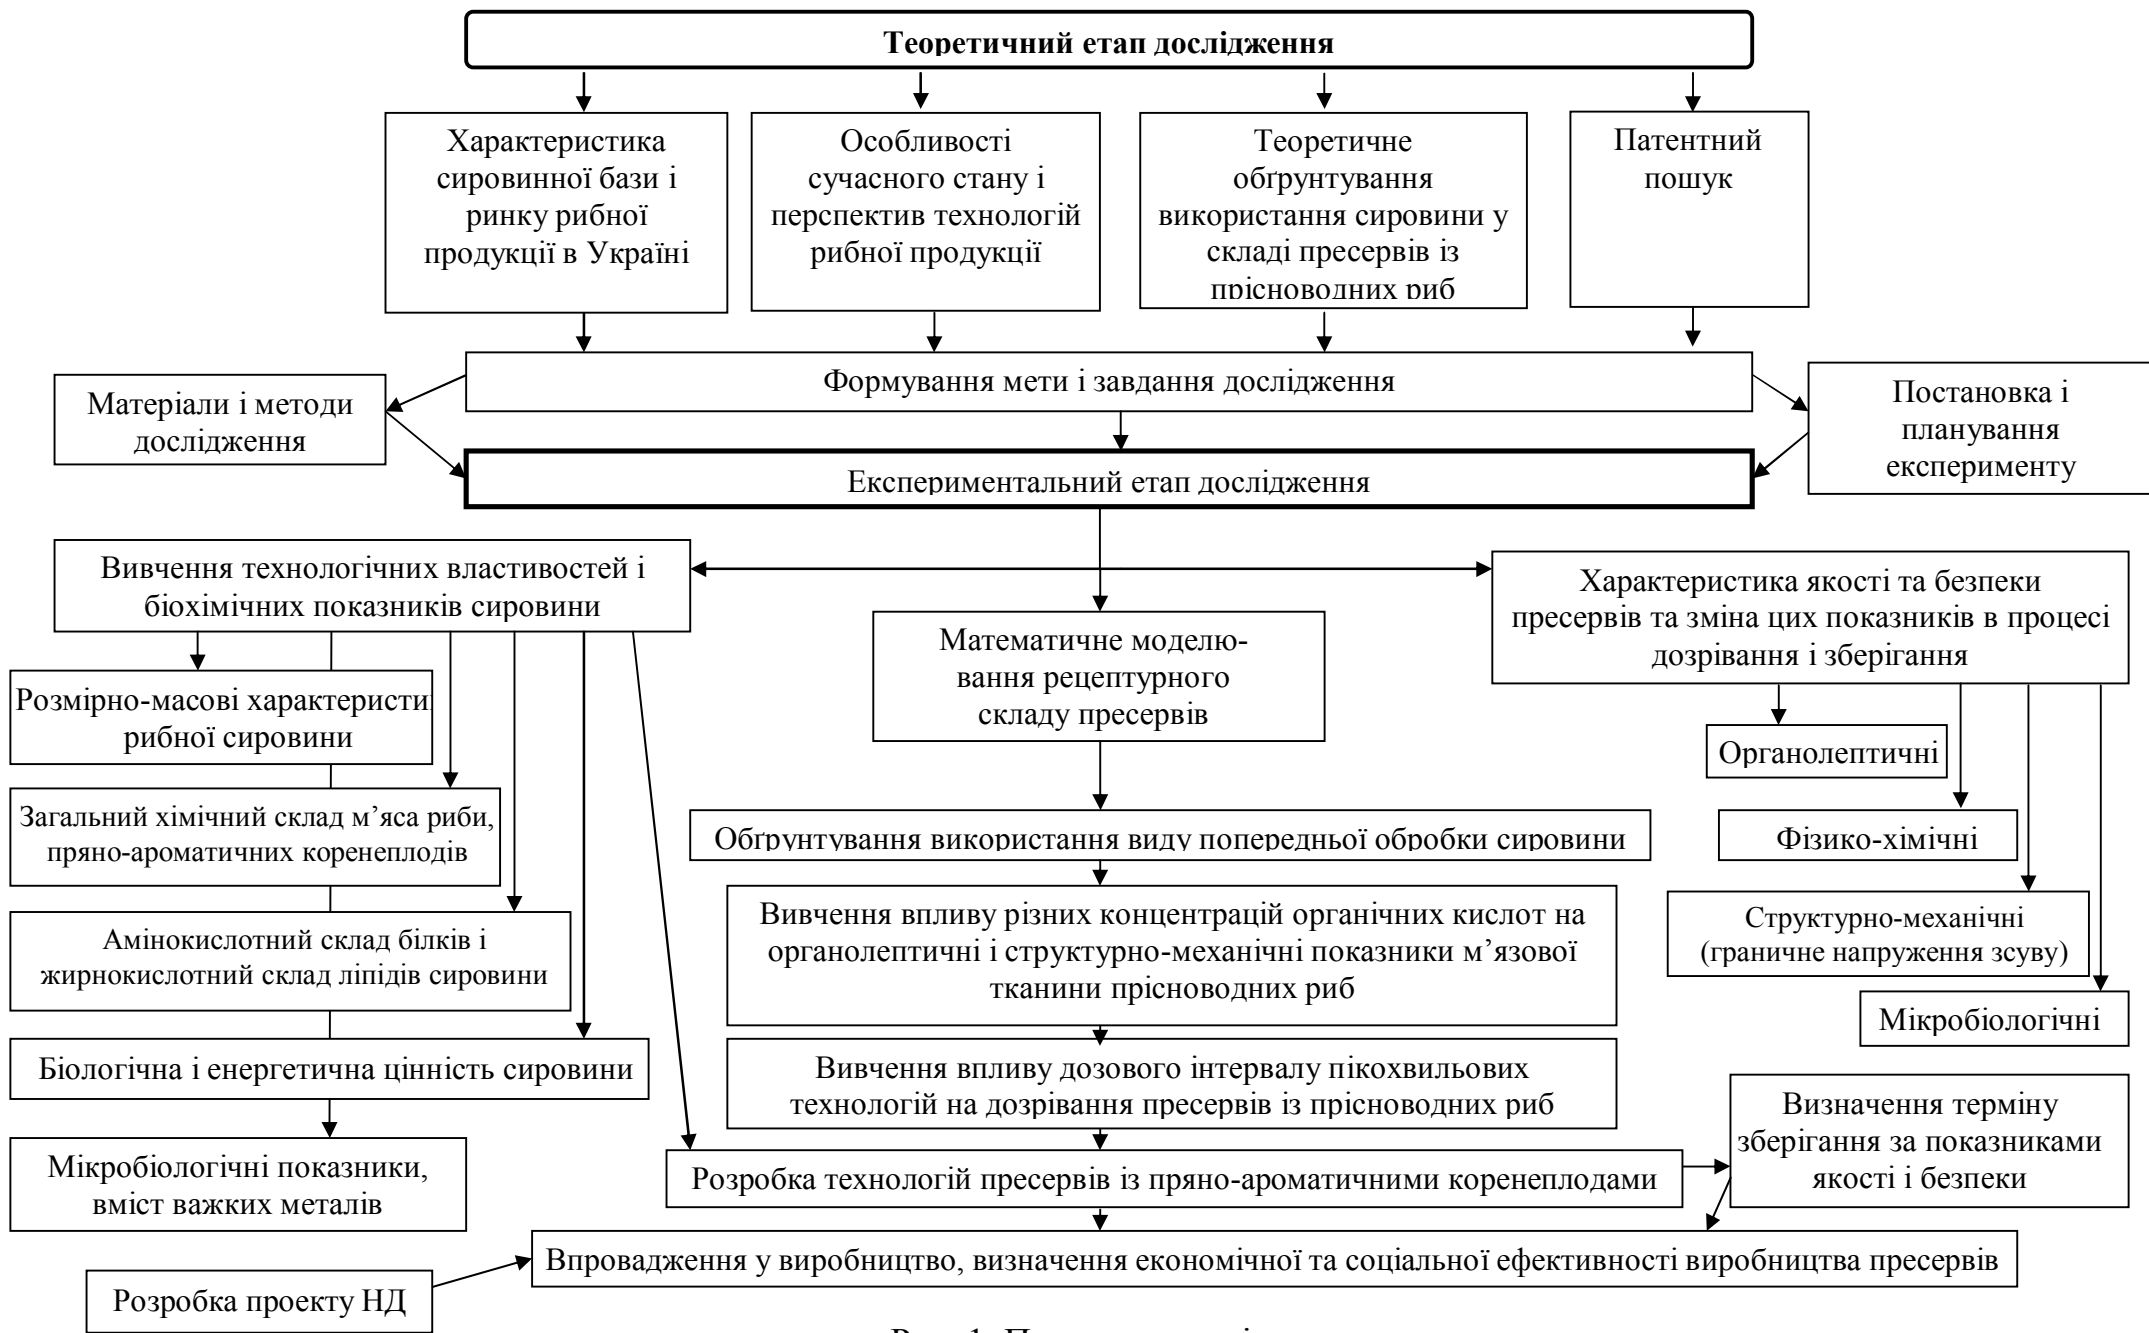 Теоретичний етап дослідження
Характеристика
сировинної бази і
ринку рибної
продукції в Україні
Особливості
сучасного стану і
перспектив технологій
рибної продукції
Теоретичне
обґрунтування
використання сировини у
складі пресервів із
прісноводних риб
Патентний
пошук
Формування мети і завдання дослідження
Матеріали і методи
дослідження
Постановка і
планування
експерименту
Експериментальний етап дослідження
Вивчення технологічних властивостей і
біохімічних показників сировини
Математичне моделю-
вання рецептурного
складу пресервів
Характеристика якості та безпеки
пресервів та зміна цих показників в процесі
дозрівання і зберігання
Розмірно-масові характеристи
рибної сировини
Загальний хімічний склад м’яса риби,
пряно-ароматичних коренеплодів
Амінокислотний склад білків і
жирнокислотний склад ліпідів сировини
Біологічна і енергетична цінність сировини
Мікробіологічні показники,
вміст важких металів
Обґрунтування використання виду попередньої обробки сировини
Вивчення впливу різних концентрацій органічних кислот на
органолептичні і структурно-механічні показники м’язової
тканини прісноводних риб
Вивчення впливу дозового інтервалу пікохвильових
технологій на дозрівання пресервів із прісноводних риб
Розробка технологій пресервів із пряно-ароматичними коренеплодами
Органолептичні
Фізико-хімічні
Структурно-механічні
(граничне напруження зсуву)
Мікробіологічні
Визначення терміну
зберігання за показниками
якості і безпеки
Впровадження у виробництво, визначення економічної та соціальної ефективності виробництва пресервів
Розробка проекту НД